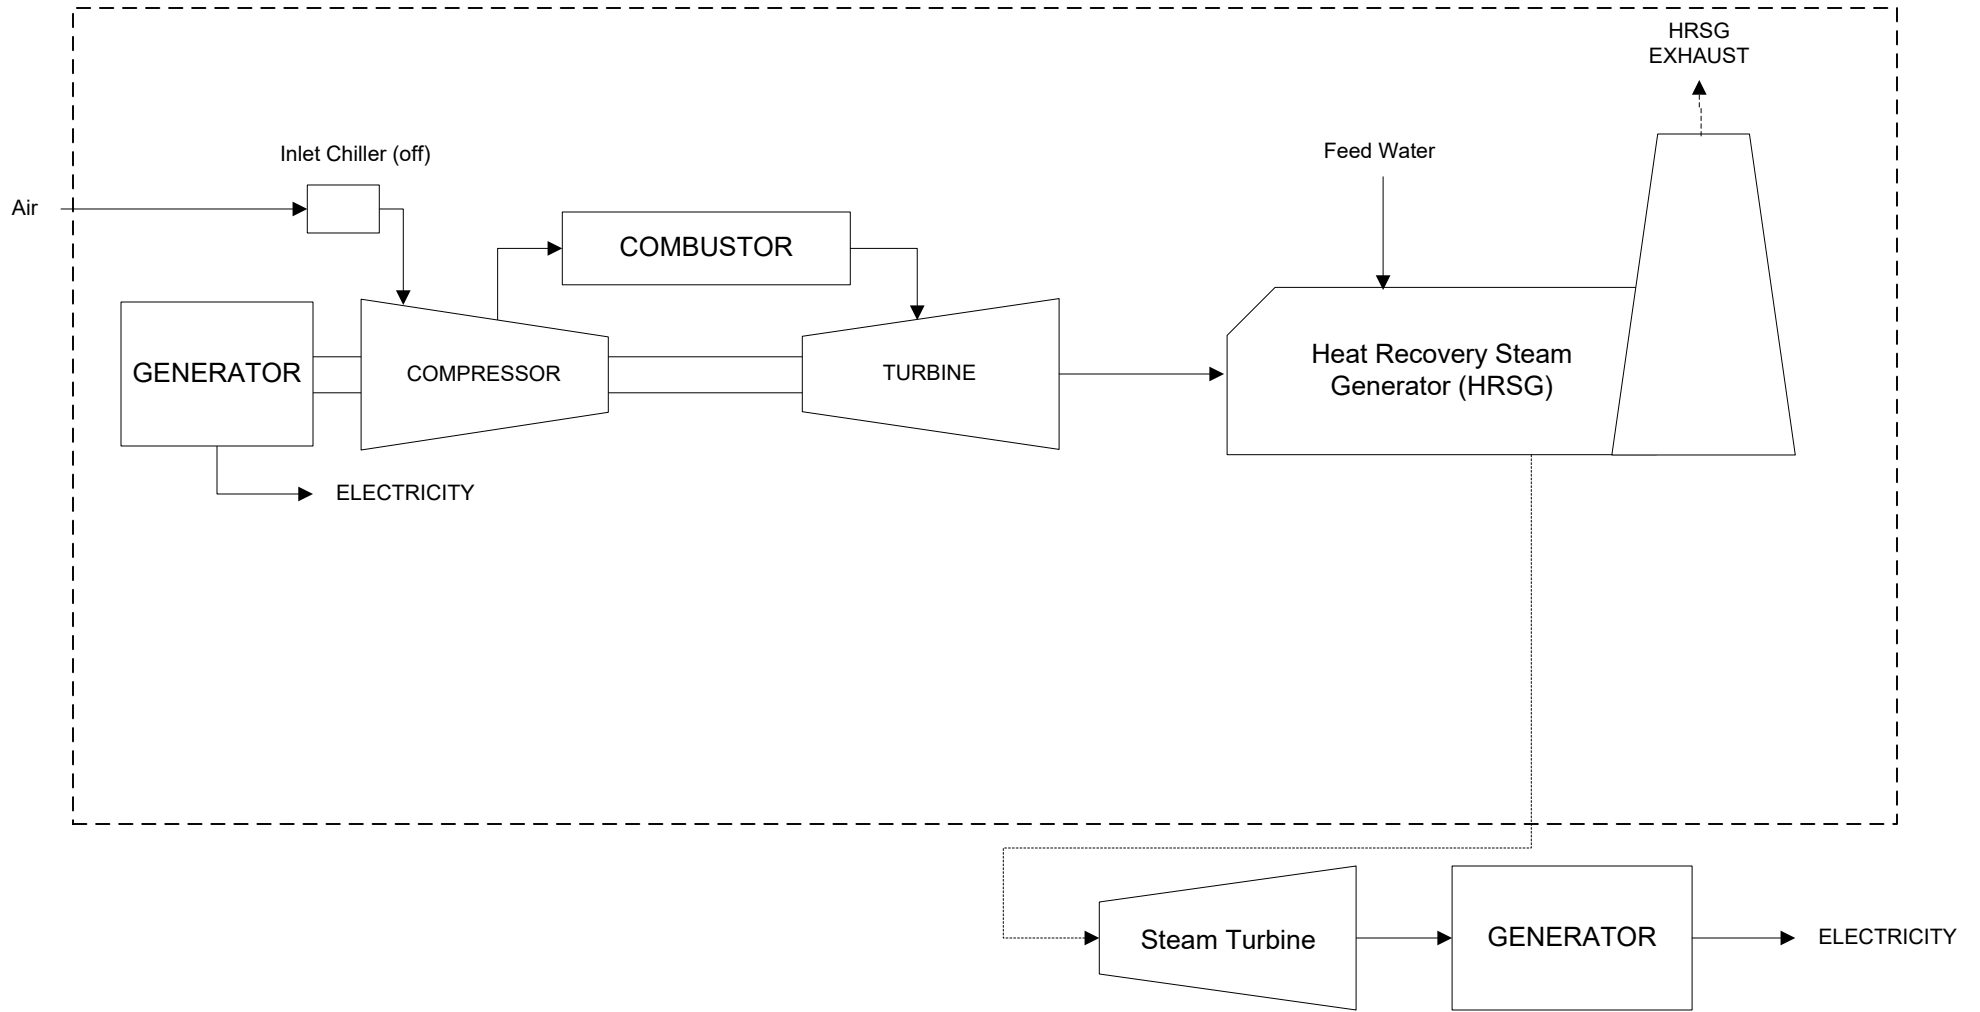 HRSG
EXHAUST
Inlet Chiller (off)
Feed Water
Air
COMBUSTOR
GENERATOR
COMPRESSOR
TURBINE
Heat Recovery Steam
Generator (HRSG)
ELECTRICITY
Steam Turbine
GENERATOR
ELECTRICITY